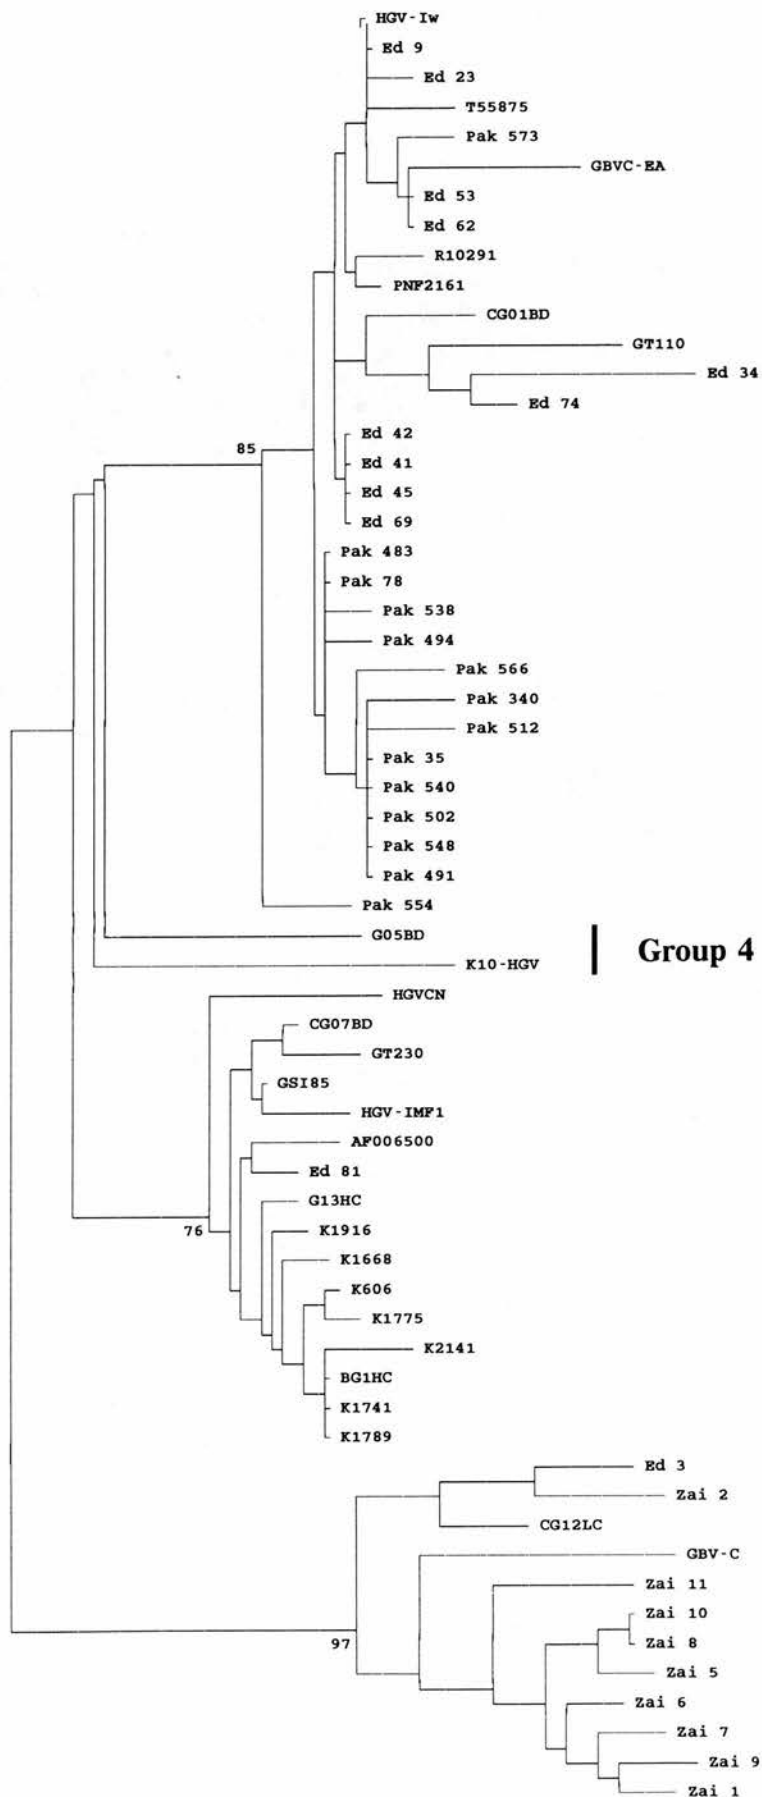 HGV-Iw
Ed 9
Ed 23
T55875
Pak 573
GBVC-EA
Ed 53
Ed 62
R10291
PNF2161
CG01BD
GT110
Ed 34
Ed 74
Ed 42
85
Ed 41
Ed 45
Ed 69
Pak 483
Pak 78
Pak 538
Pak 494
Pak 566
Pak 340
Pak 512
Pak 35
Pak 540
Pak 502
Pak 548
Pak 491
Pak 554
G05BD
Group 4
K10-HGV
HGVCN
CG07BD
GT230
GSI85
HGV-IMF1
AF006500
Ed 81
G13HC
76
K1916
K1668
K606
K1775
K2141
BG1HC
K1741
K1789
Ed 3
Zai 2
CG12LC
GBV-C
Zai 11
Zai 10
97
Zai 8
Zai 5
Zai 6
Zai 7
Zai 9
Zai 1